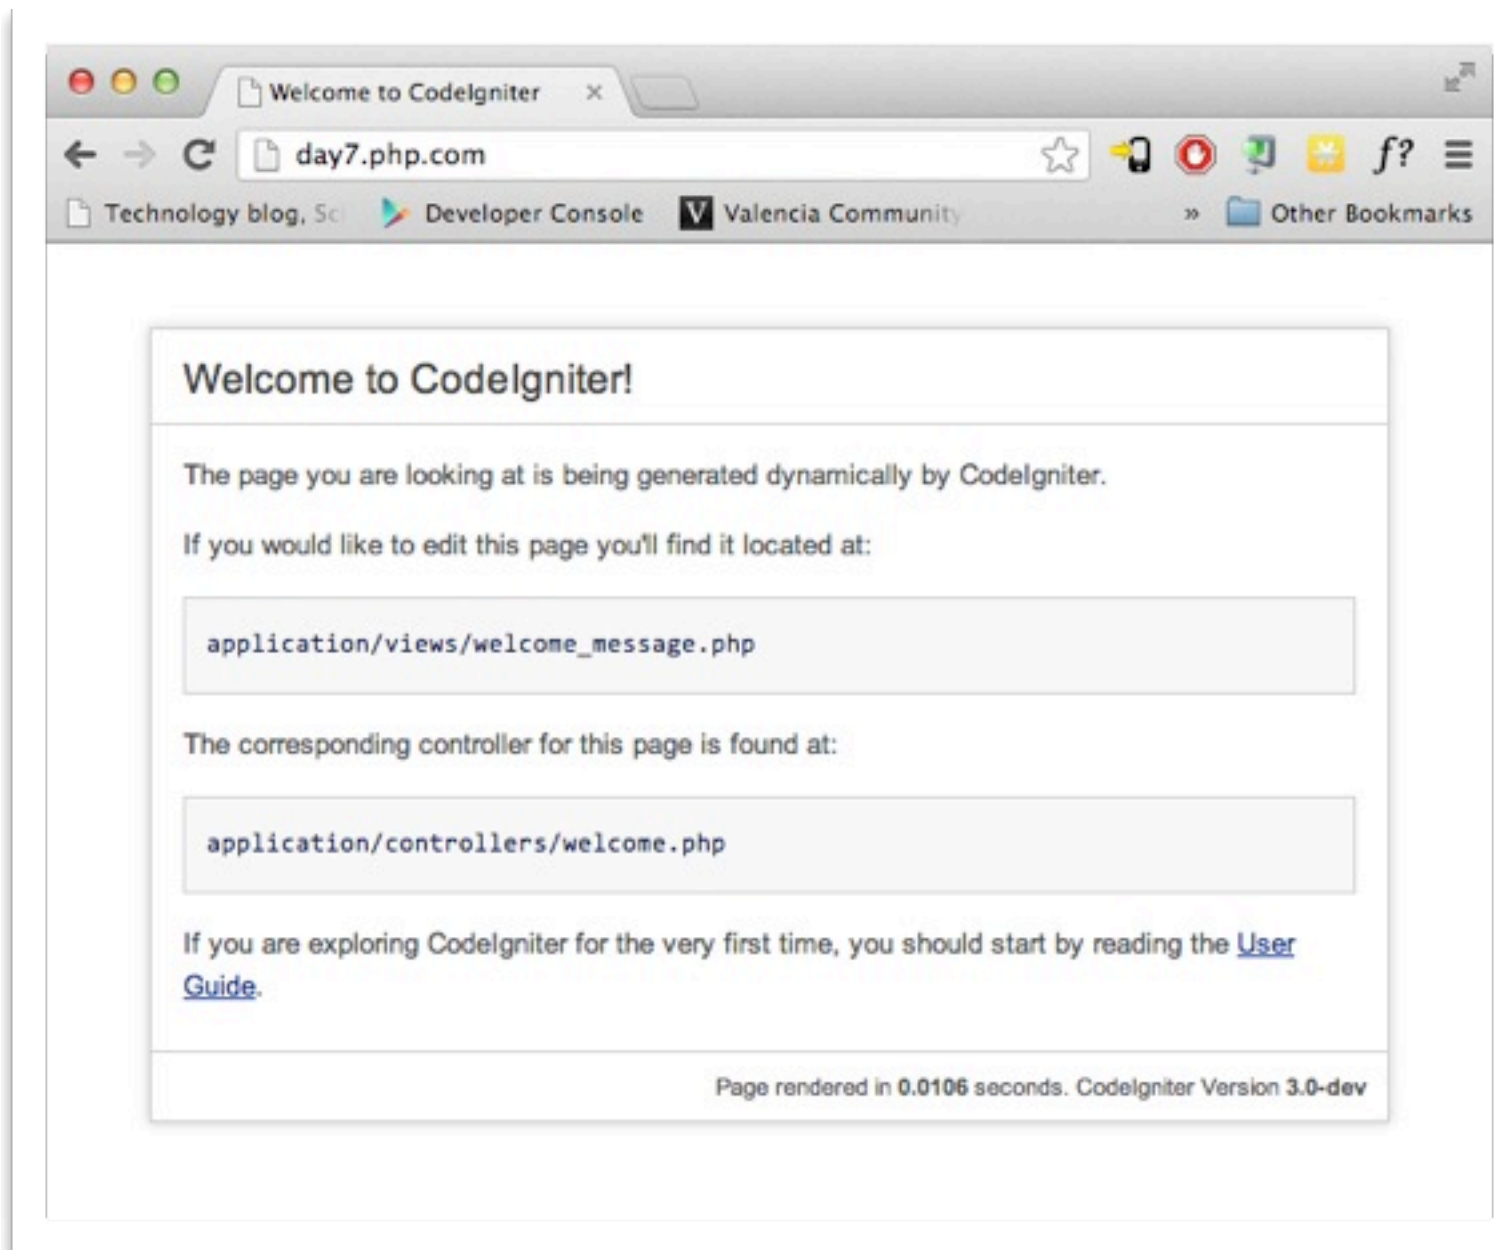 Welcome to CodeIgniter
day7.php.com
f?
Technology blog, Sc Developer Console V Valencia Community » Other Bookmarks
Welcome to CodeIgniter!
The page you are looking at is being generated dynamically by CodeIgniter.
If you would like to edit this page you'll find it located at:
application/views/welcome_message.php
The corresponding controller for this page is found at:
application/controllers/welcome.php
If you are exploring CodeIgniter for the very first time, you should start by reading the User
Guide.
Page rendered in 0.0106 seconds. CodeIgniter Version 3.0-dev